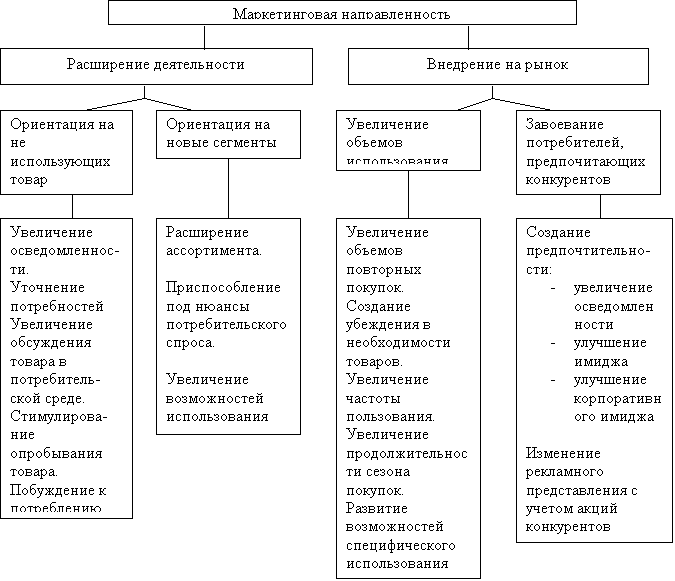 Маркетинговая направленность
Расширение деятельности
Внедрение на рынок
Ориентация на
не
использующих
товар
Ориентация на
новые сегменты
Увеличение
объемов
использования
Завоевание
потребителей,
предпочитающих
конкурентов
Увеличение
осведомленнос-
ти.
Уточнение
потребностей
Увеличение
обсуждения
товара в
потребитель-
ской среде.
Стимулирова-
ние
опробывания
товара.
Побуждение к
потреблению
Расширение
ассортимента.
Приспособление
под нюансы
потребительского
спроса.
Увеличение
возможностей
использования
Увеличение
объемов
повторных
покупок.
Создание
убеждения в
необходимости
товаров.
Увеличение
частоты
пользования.
Увеличение
продолжительнос
ти сезона
покупок.
Развитие
возможностей
специфического
использования
Создание
предпочтительно-
сти:
- увеличение
осведомлен
ности
- улучшение
имиджа
- улучшение
корпоративн
ого имиджа
Изменение
рекламного
представления с
учетом акций
конкурентов